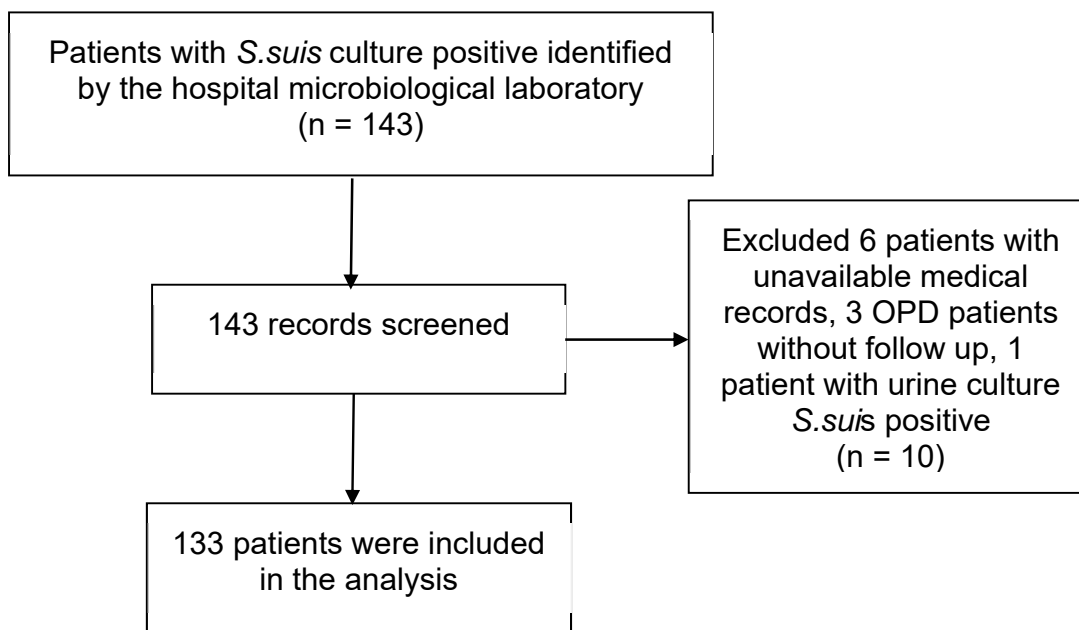 Patients with S.suis culture positive identified
by the hospital microbiological laboratory
(n = 143)
143 records screened
Excluded 6 patients with
unavailable medical
records, 3 OPD patients
without follow up, 1
patient with urine culture
S.suis positive
(n = 10)
133 patients were included
in the analysis